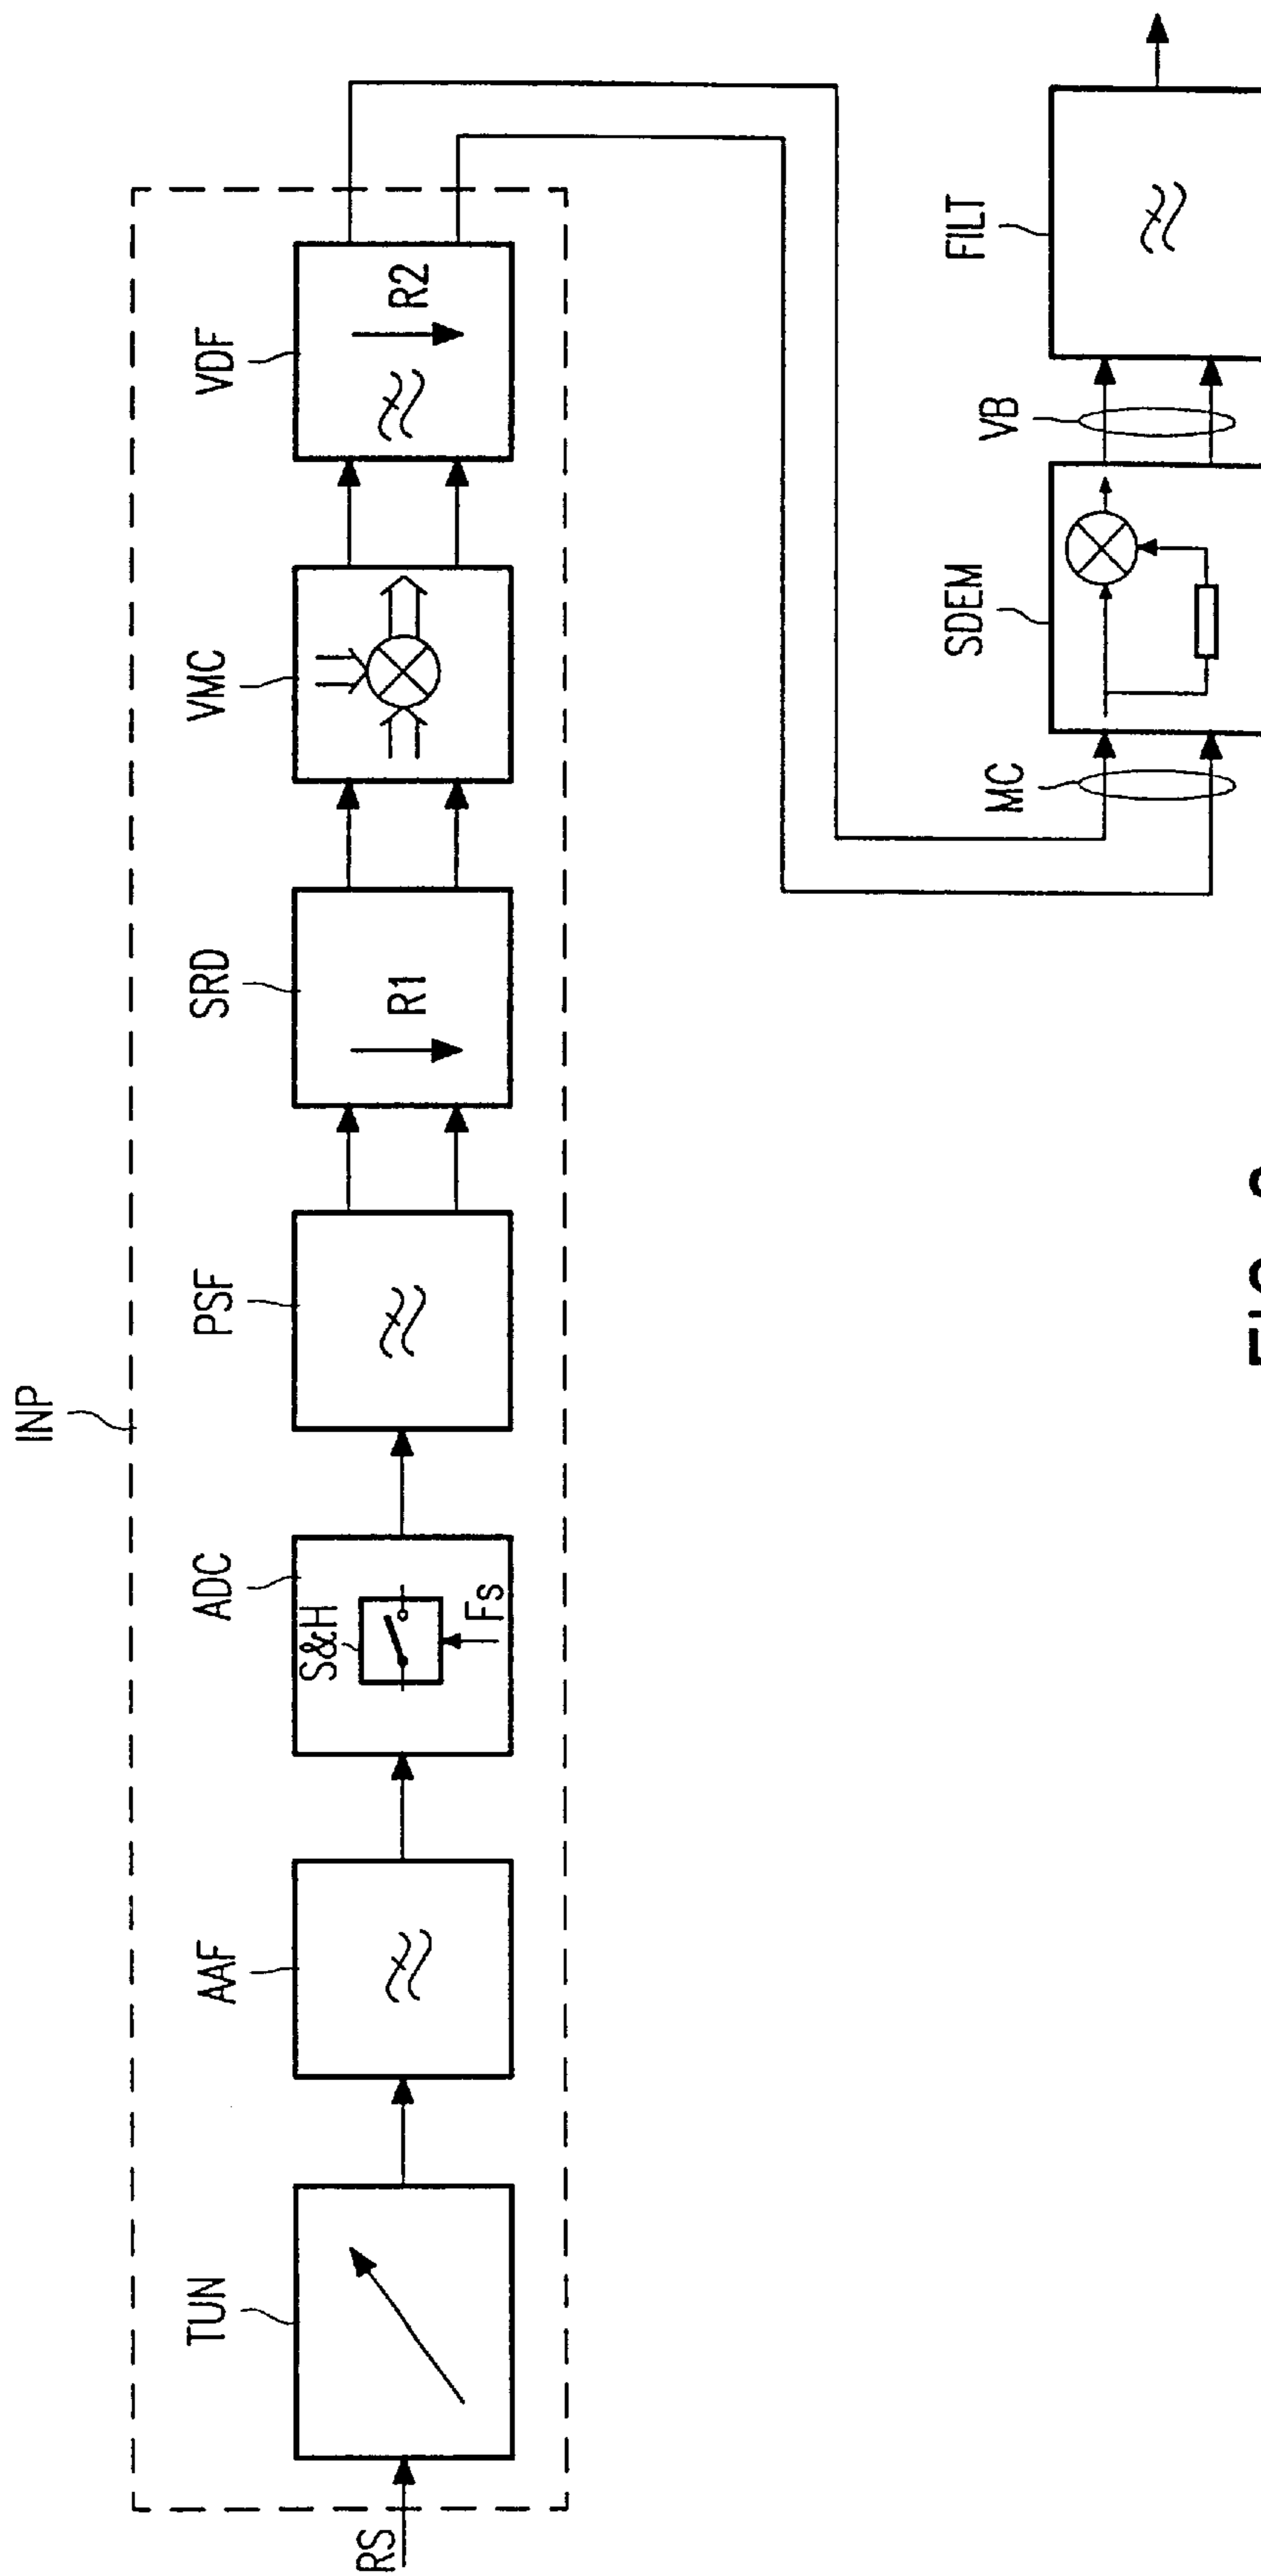 INP
TUN
AAF
ADC
PSF
SRD
VMC
VDF
RS
S&H
Fs
R1
R2
MC
SDEM
VB
FILT